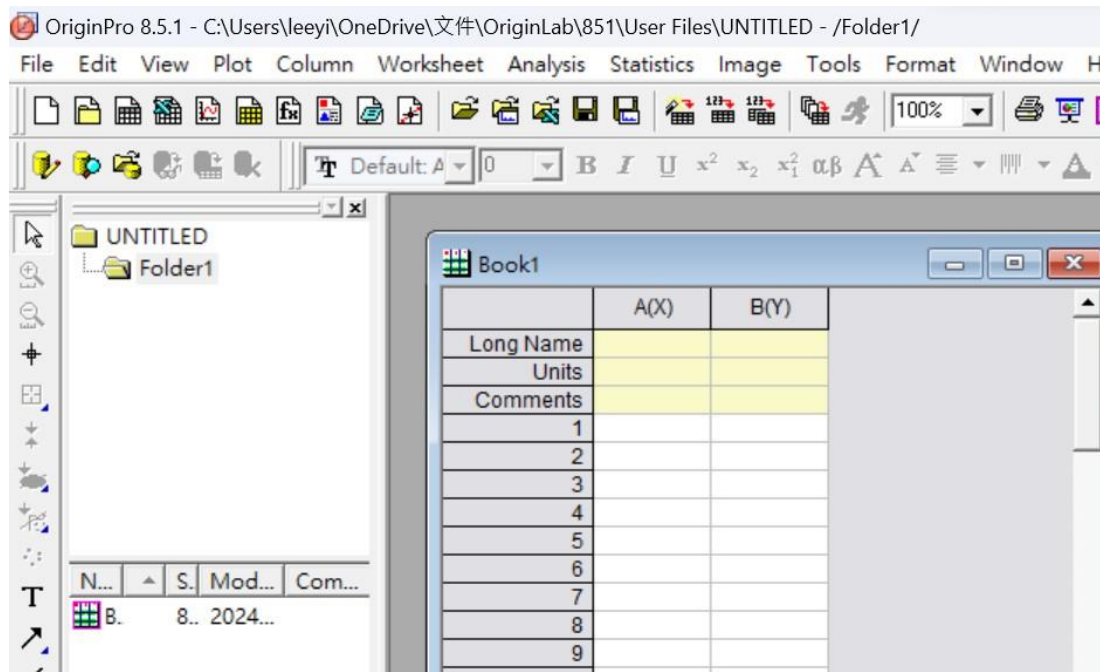 OriginPro 8.5.1 - C:\Users\leeyi\OneDrive\文件\OriginLab\851\User Files\UNTITLED - /Folder1/
File Edit View Plot Column Worksheet Analysis Statistics Image Tools Format Window H
100%
Default: A 0 B I U x² x₂ x²₁ αβ A A A
UNTITLED
Folder1
Book1
A(X) B(Y)
Long Name
Units
Comments
1
2
3
4
5
6
7
8
9
N... S. Mod... Com...
B. 8.. 2024...
T